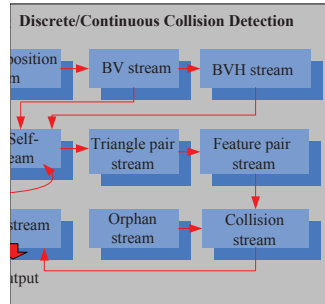 Discrete/Continuous Collision Detection
BV stream
BVH stream
Triangle pair
stream
Feature pair
stream
stream
Orphan
stream
Collision
stream